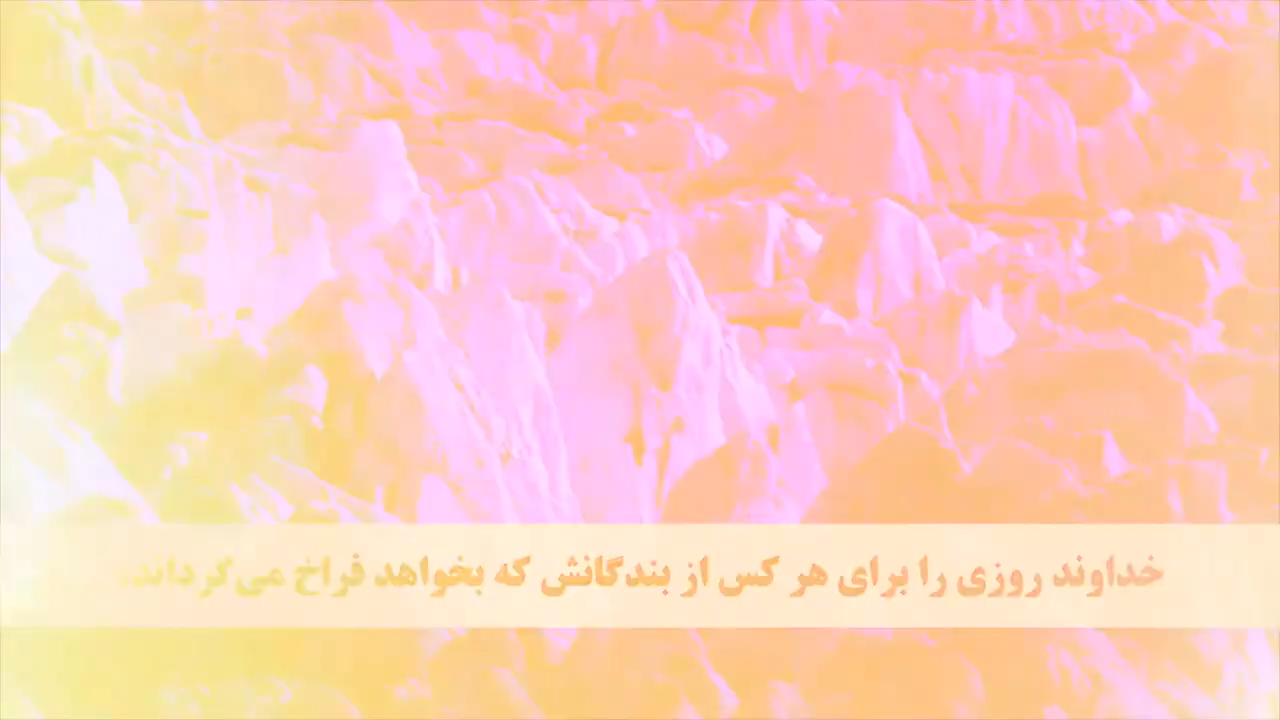 خداوند روزی را برای هر کس از بندگانش که بخواهد فراخ می‌گرداند.